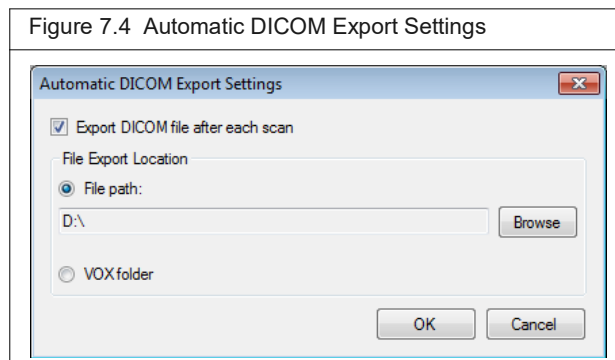 Figure 7.4 Automatic DICOM Export Settings
Automatic DICOM Export Settings
Export DICOM file after each scan
File Export Location
File path:
D:\
Browse
VOX folder
OK
Cancel